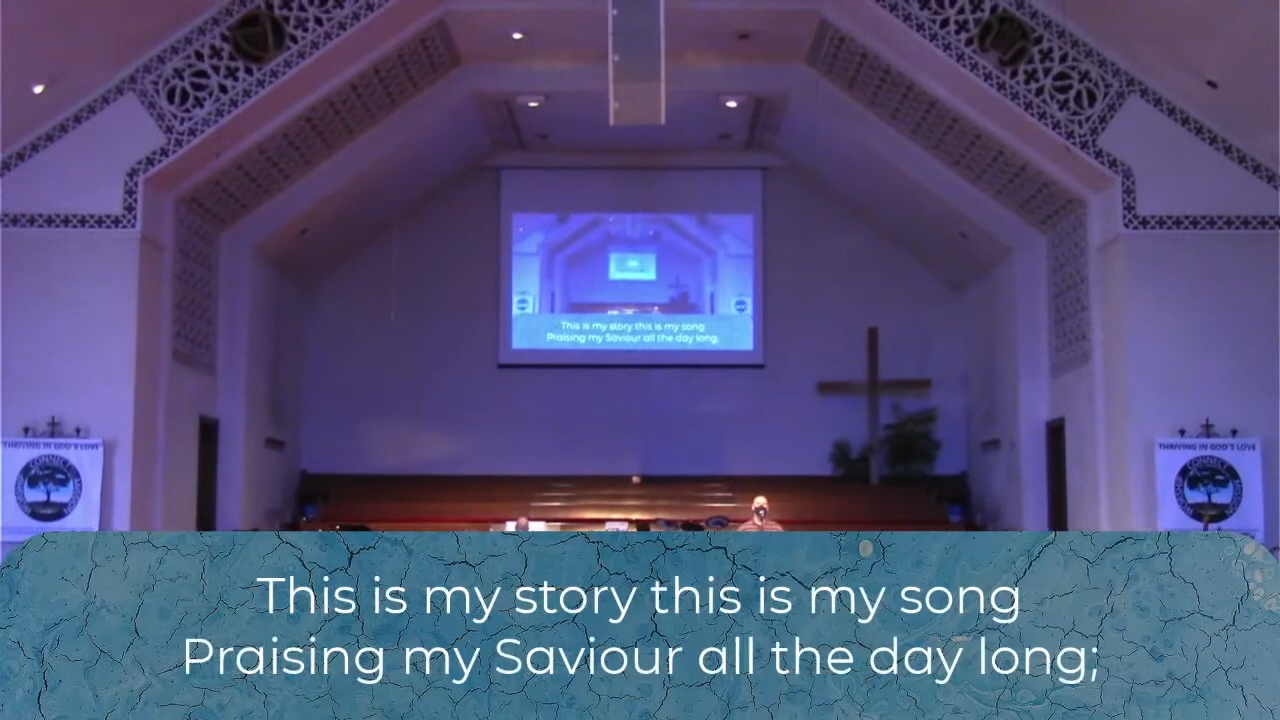 This is my story this is my song
Praising my Saviour all the day long;
THRIVING IN GOD'S LOVE
CONNECT
THRIVING IN GOD'S LOVE
CONNECT
This is my story this is my song
Praising my Saviour all the day long;